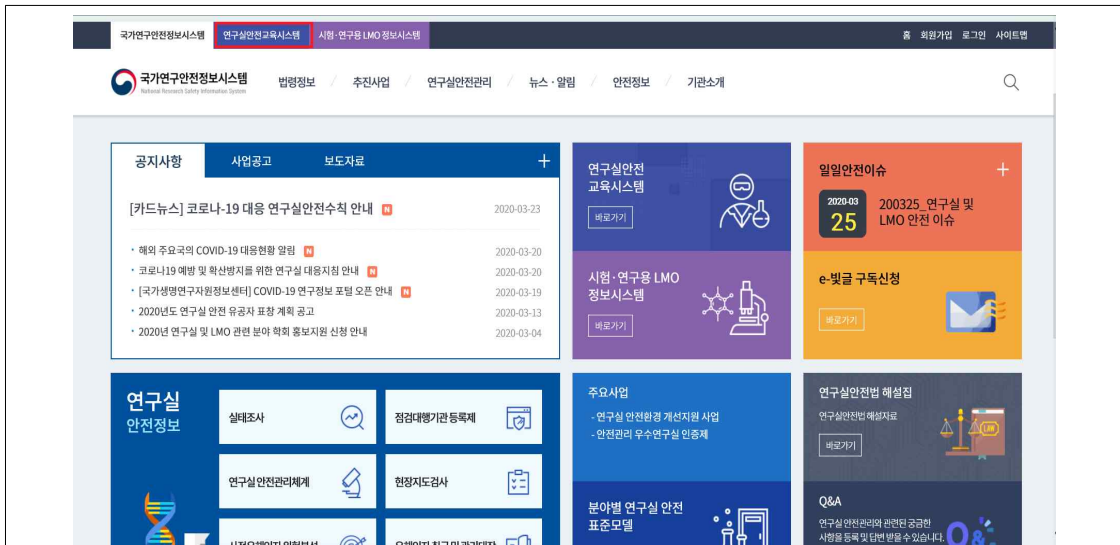 국가연구안전정보시스템 연구실안전교육시스템 시험·연구용 LMO 정보시스템 홈 회원가입 로그인 사이트맵
국가연구안전정보시스템 법령정보 / 추진사업 / 연구실안전관리 / 뉴스·알림 / 안전정보 / 기관소개
National Research Safety Information System
공지사항 사업공고 보도자료 +
[카드뉴스] 코로나-19 대응 연구실안전수칙 안내 N 2020-03-23
· 해외 주요국의 COVID-19 대응현황 알림 N 2020-03-20
· 코로나19 예방 및 확산방지를 위한 연구실 대응지침 안내 N 2020-03-20
· [국가생명연구자원정보센터] COVID-19 연구정보 포털 오픈 안내 N 2020-03-19
· 2020년도 연구실 안전 유공자 표창 계획 공고 2020-03-13
· 2020년 연구실 및 LMO 관련 분야 학회 홍보지원 신청 안내 2020-03-04
연구실안전
교육시스템
바로가기
시험·연구용 LMO
정보시스템
바로가기
일일안전이슈 +
2020-03
25
200325_연구실 및
LMO 안전 이슈
e-빛글 구독신청
바로가기
연구실
안전정보
실태조사
점검대행기관 등록제
연구실 안전관리체계
현장지도검사
주요사업
- 연구실 안전환경 개선지원 사업
- 안전관리 우수연구실 인증제
분야별 연구실 안전
표준모델
연구실안전법 해설집
연구실안전법 해설자료
바로가기
LAW
Q&A
연구실 안전관리와 관련된 궁금한
사항을 등록 및 답변 받을 수 있습니다.
Q&